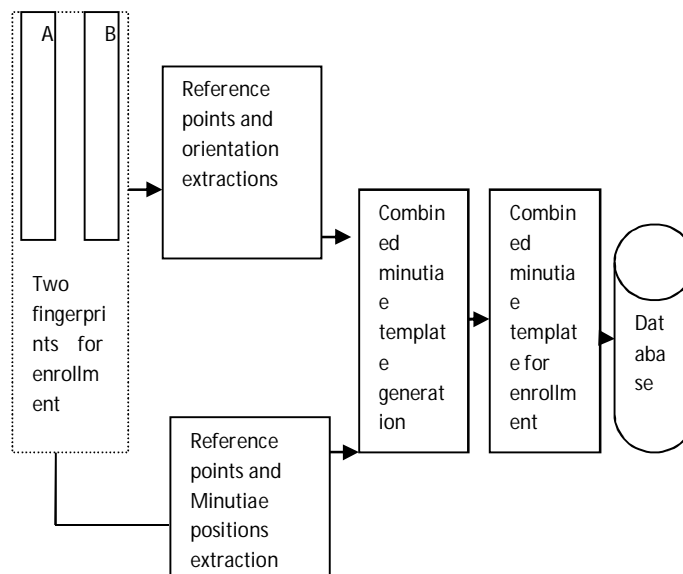 A
B
Two
fingerpri
nts for
enrollm
ent
Reference
points and
orientation
extractions
Reference
points and
Minutiae
positions
extraction
Combin
ed
minutia
e
templat
e
generat
ion
Combin
ed
minutia
e
templat
e for
enrollm
ent
Dat
aba
se